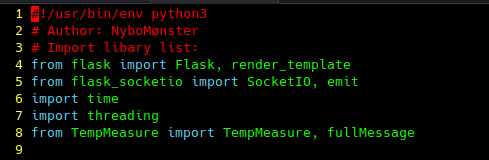 1 #!/usr/bin/env python3
2 # Author: NyboMønster
3 # Import libary list:
4 from flask import Flask, render_template
5 from flask_socketio import SocketIO, emit
6 import time
7 import threading
8 from TempMeasure import TempMeasure, fullMessage
9